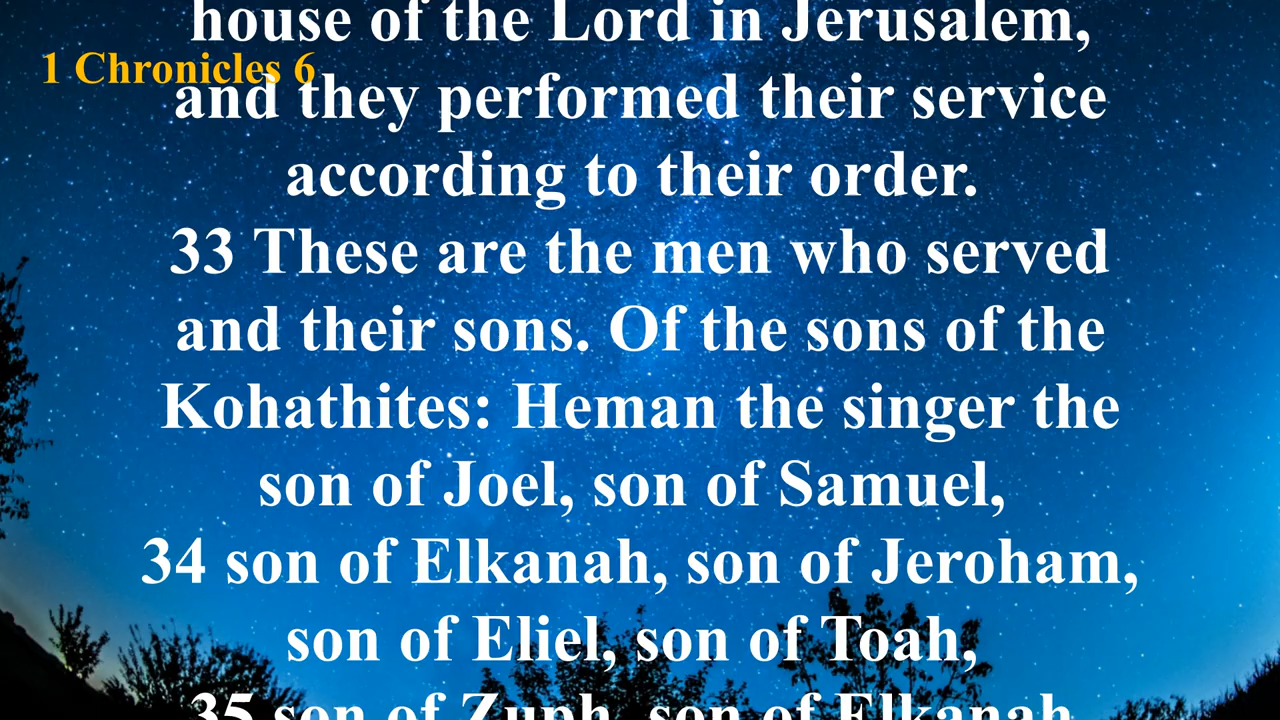 house of the Lord in Jerusalem,
1 Chronicles 6
and they performed their service
according to their order.
33 These are the men who served
and their sons. Of the sons of the
Kohathites: Heman the singer the
son of Joel, son of Samuel,
34 son of Elkanah, son of Jeroham,
son of Eliel, son of Toah,
35 son of Zuph, son of Elkanah